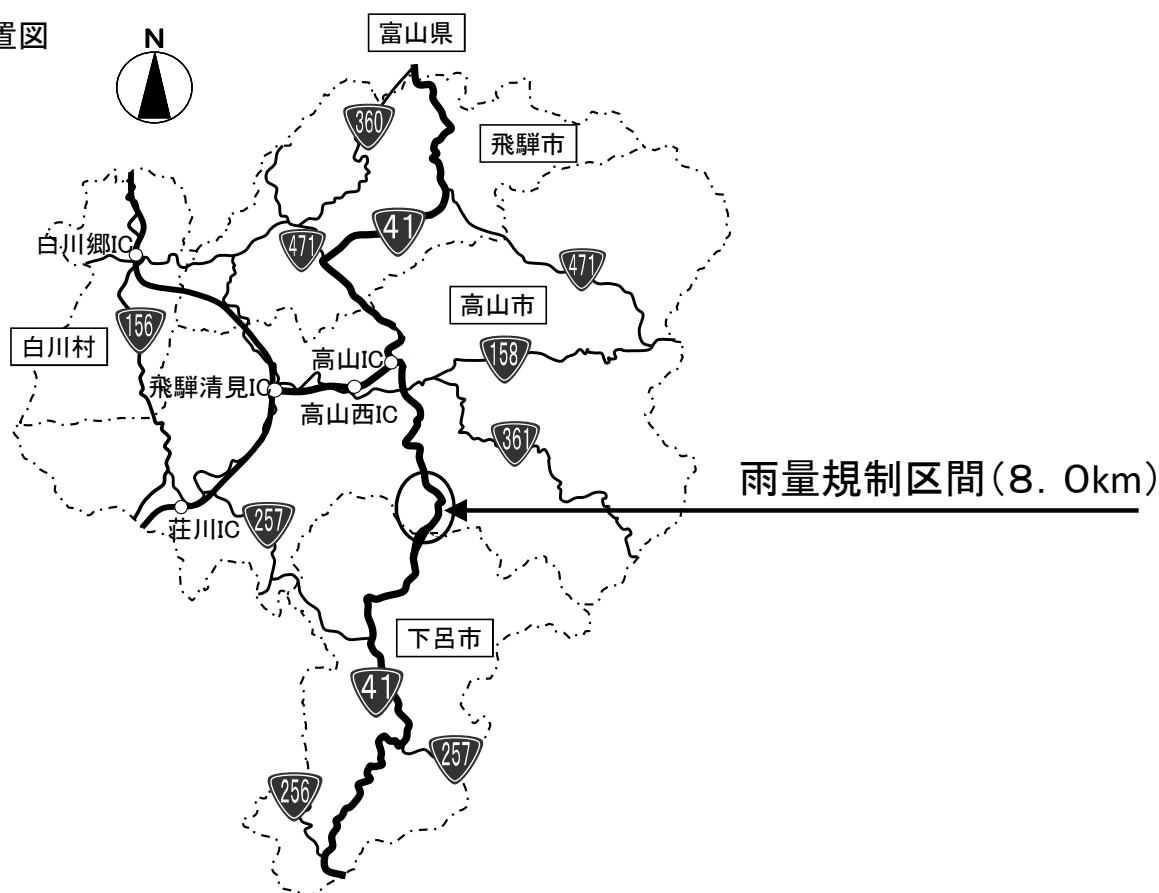 置図
N
富山県
360
飛騨市
41
白川郷IC
471
471
高山市
156
白川村
158
高山IC
飛騨清見IC
高山西IC
361
雨量規制区間(8. 0km)
荘川IC
257
下呂市
41
257
256